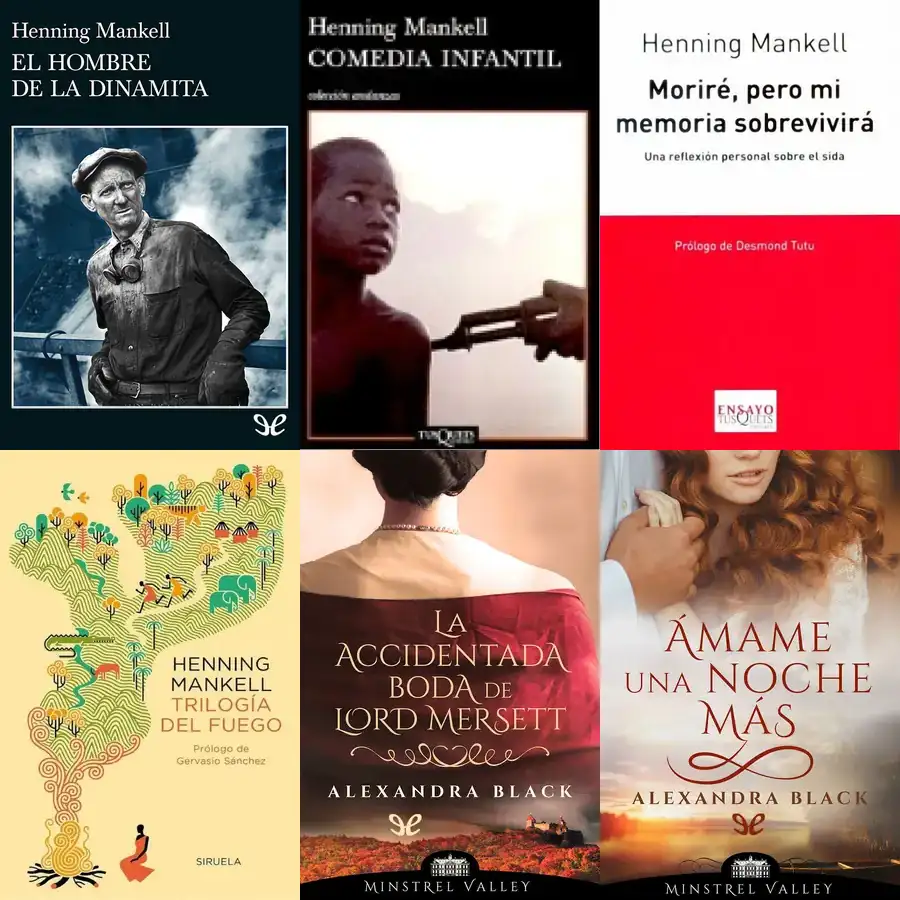 Henning Mankell
EL HOMBRE
DE LA DINAMITA
Henning Mankell
COMEDIA INFANTIL
colección andanzas
TUSQUETS
Henning Mankell
Moriré, pero mi
memoria sobrevivirá
Una reflexión personal sobre el sida
Prólogo de Desmond Tutu
ENSAYO
TUSQUETS
HENNING
MANKELL
TRILOGÍA
DEL FUEGO
Prólogo de
Gervasio Sánchez
SIRUELA
LA
ACCIDENTADA
BODA DE
LORD MERSETT
ALEXANDRA BLACK
MINSTREL VALLEY
ÁMAME
UNA NOCHE
MÁS
ALEXANDRA BLACK
MINSTREL VALLEY